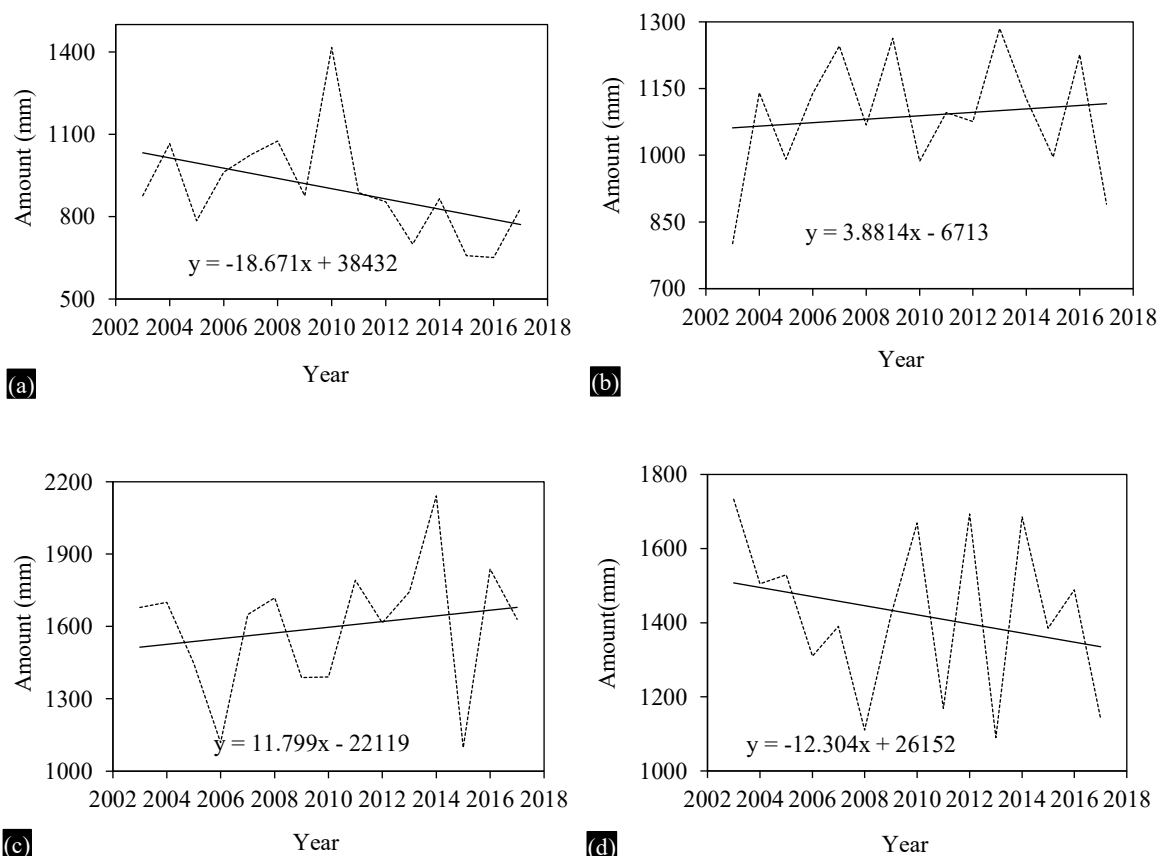 1400
1100
800
500
Amount (mm)
y = -18.671x + 38432
2002 2004 2006 2008 2010 2012 2014 2016 2018
Year
(a)
1300
1150
1000
850
700
Amount (mm)
y = 3.8814x - 6713
2002 2004 2006 2008 2010 2012 2014 2016 2018
Year
(b)
2200
1900
1600
1300
1000
Amount (mm)
y = 11.799x - 22119
2002 2004 2006 2008 2010 2012 2014 2016 2018
Year
(c)
1800
1600
1400
1200
1000
Amount(mm)
y = -12.304x + 26152
2002 2004 2006 2008 2010 2012 2014 2016 2018
Year
(d)